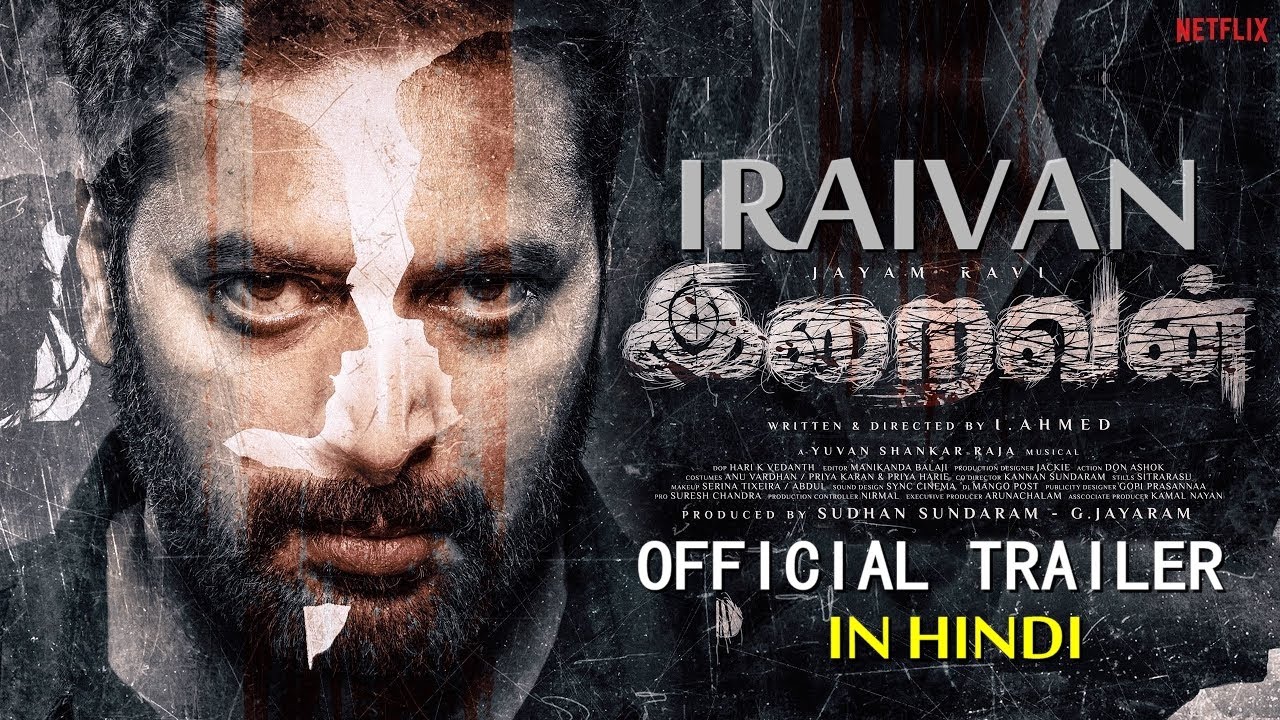 NETFLIX
IRAIVAN
JAYAM RAVI
இறைவன்
WRITTEN & DIRECTED BY I. AHMED
A YUVAN SHANKAR RAJA MUSICAL
DOP HARI K VEDANTH EDITOR MANIKANDA BALAJI PRODUCTION DESIGNER JACKIE ACTION DON ASHOK
COSTUMES ANU VARDHAN / PRIYA KARAN & PRIYA HARIE CO DIRECTOR KANNAN SUNDARAM STILLS SITRARASU
MAKEUP SERINA TIXEIRA / ABDUL SOUND DESIGN SYNC CINEMA DI MANGO POST PUBLICITY DESIGNER GOBI PRASANNAA
PRO SURESH CHANDRA PRODUCTION CONTROLLER NIRMAL EXECUTIVE PRODUCER ARUNACHALAM ASSCOCIATE PRODUCER KAMAL NAYAN
PRODUCED BY SUDHAN SUNDARAM - G.JAYARAM
OFFICIAL TRAILER
IN HINDI